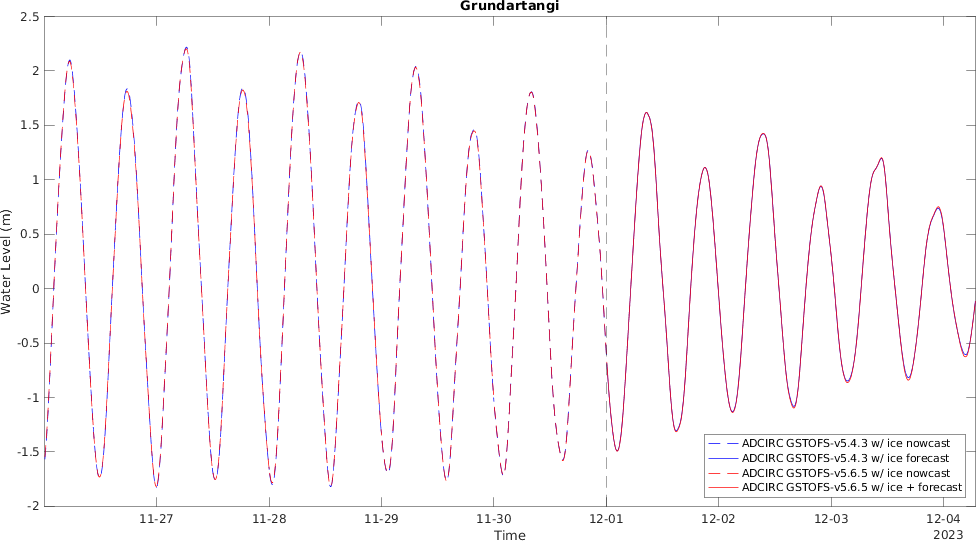 Grundartangi
2.5
2
1.5
1
0.5
0
-0.5
-1
-1.5
-2
Water Level (m)
11-27 11-28 11-29 11-30 12-01 12-02 12-03 12-04
Time
2023
ADCIRC GSTOFS-v5.4.3 w/ ice nowcast
ADCIRC GSTOFS-v5.4.3 w/ ice forecast
ADCIRC GSTOFS-v5.6.5 w/ ice nowcast
ADCIRC GSTOFS-v5.6.5 w/ ice + forecast